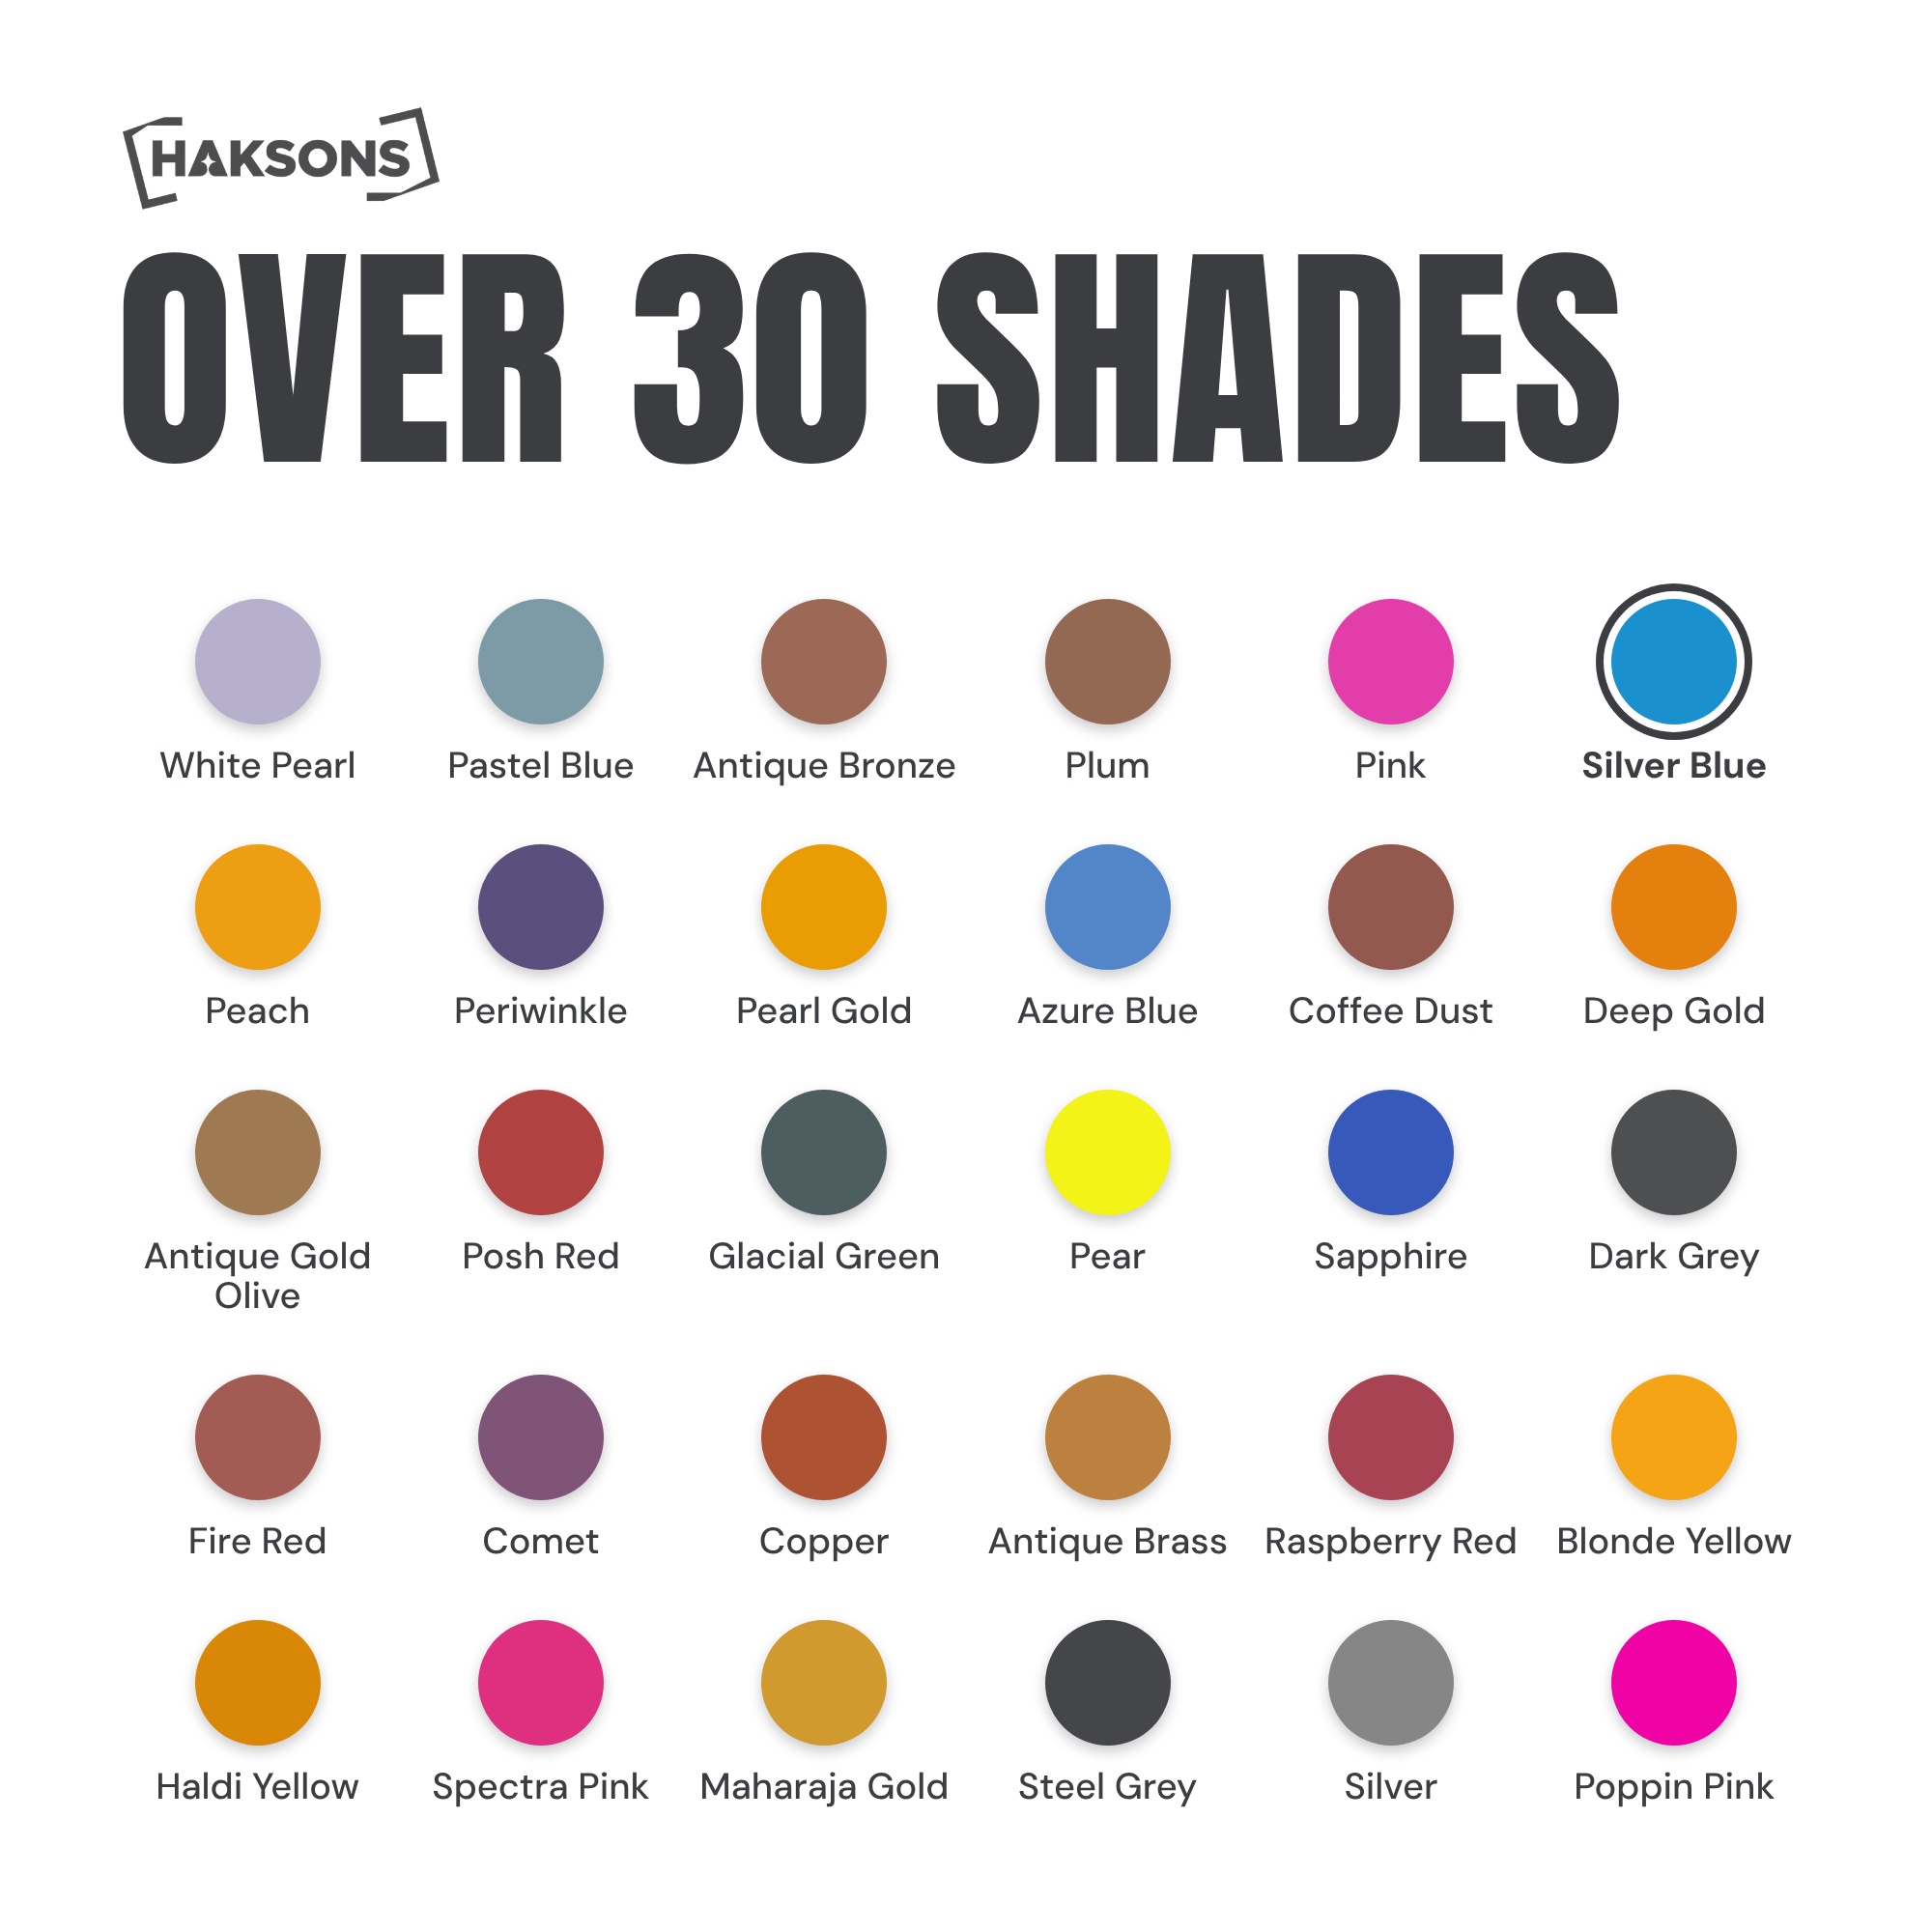 HAKSONS
OVER 30 SHADES
White Pearl
Pastel Blue
Antique Bronze
Plum
Pink
Silver Blue
Peach
Periwinkle
Pearl Gold
Azure Blue
Coffee Dust
Deep Gold
Antique Gold
Olive
Posh Red
Glacial Green
Pear
Sapphire
Dark Grey
Fire Red
Comet
Copper
Antique Brass
Raspberry Red
Blonde Yellow
Haldi Yellow
Spectra Pink
Maharaja Gold
Steel Grey
Silver
Poppin Pink